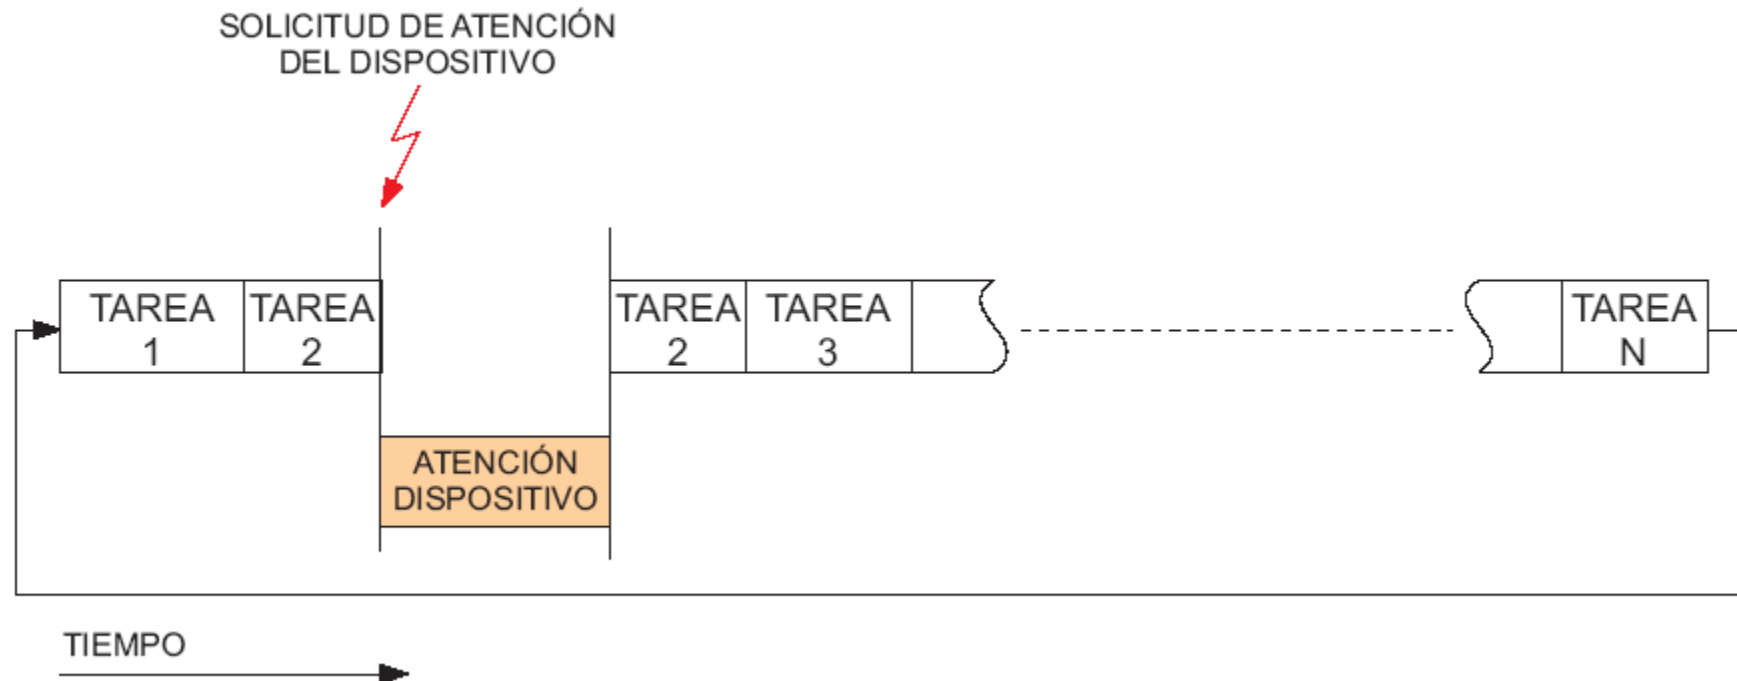 SOLICITUD DE ATENCIÓN
DEL DISPOSITIVO
TAREA
1
TAREA
2
TAREA
2
TAREA
3
TAREA
N
ATENCIÓN
DISPOSITIVO
TIEMPO